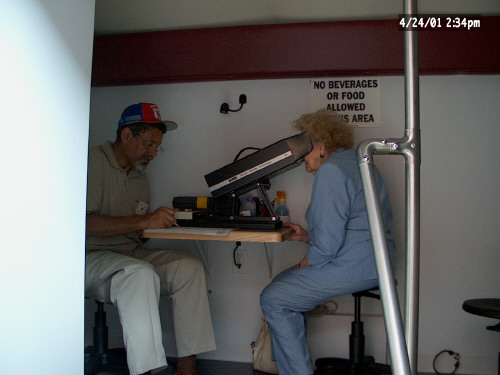 4/24/01 2:34pm
NO BEVERAGES
OR FOOD
ALLOWED
AREA